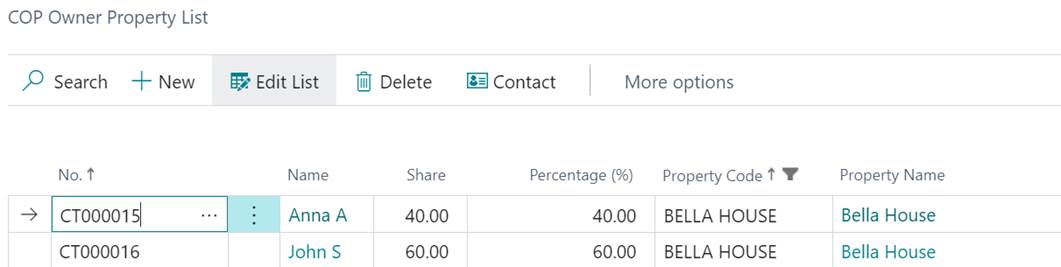 COP Owner Property List
Search New Edit List Delete Contact More options
No. Name Share Percentage (%) Property Code Property Name
CT000015 ... Anna A 40.00 40.00 BELLA HOUSE Bella House
CT000016 John S 60.00 60.00 BELLA HOUSE Bella House